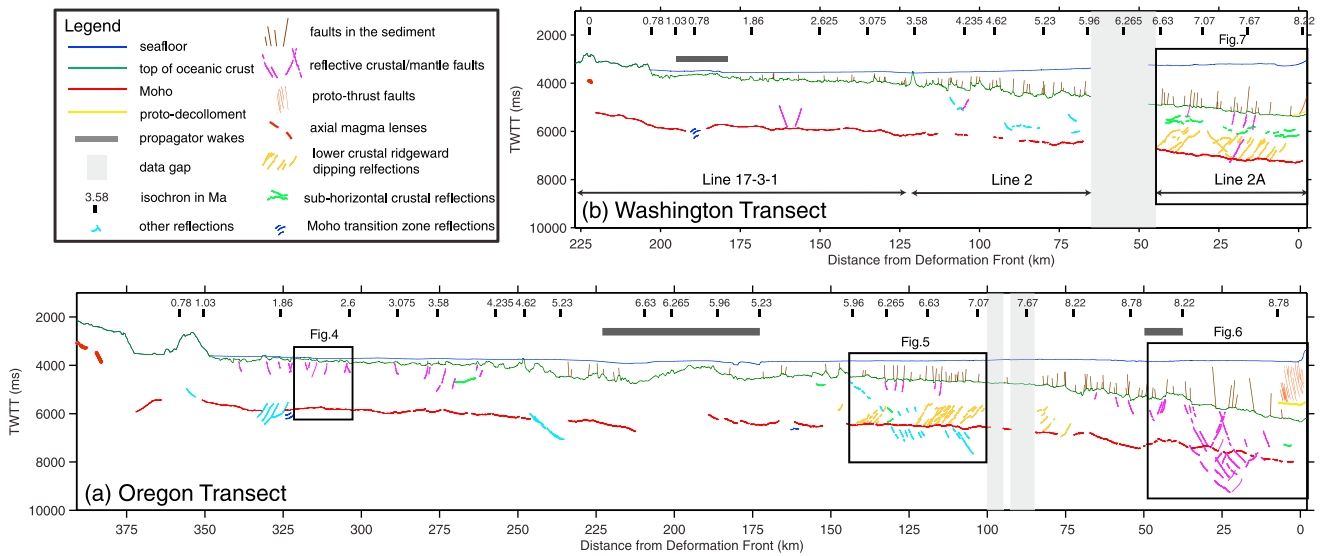 Legend
seafloor
top of oceanic crust
Moho
proto-decolloment
propagator wakes
data gap
3.58
isochron in Ma
other reflections
faults in the sediment
reflective crustal/mantle faults
proto-thrust faults
axial magma lenses
lower crustal ridgeward
dipping relfections
sub-horizontal crustal reflections
Moho transition zone reflections
0 0.78 1.03 0.78 1.86 2.625 3.075 3.58 4.235 4.62 5.23 5.96 6.265 6.63 7.07 7.67 8.22
Fig.7
2000
4000
6000
8000
10000
TWTT (ms)
Line 17-3-1
Line 2
Line 2A
(b) Washington Transect
225 200 175 150 125 100 75 50 25 0
Distance from Deformation Front (km)
0.78 1.03 1.86 2.6 3.075 3.58 4.235 4.62 5.23 6.63 6.265 5.96 5.23 5.96 6.265 6.63 7.07 7.67 8.22 8.78 8.22 8.78
Fig.4
Fig.5
Fig.6
2000
4000
6000
8000
10000
TWTT (ms)
(a) Oregon Transect
375 350 325 300 275 250 225 200 175 150 125 100 75 50 25 0
Distance from Deformation Front (km)